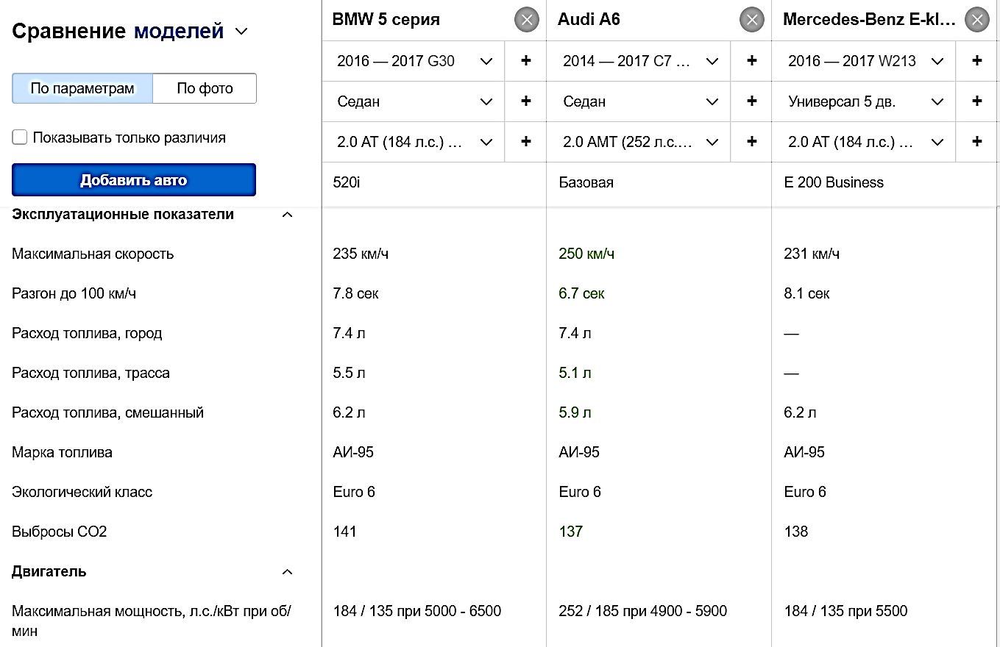 Сравнение моделей
По параметрам По фото
Показывать только различия
Добавить авто
BMW 5 серия Audi A6 Mercedes-Benz E-kl...
2016 — 2017 G30 + 2014 — 2017 C7 ... + 2016 — 2017 W213 +
Седан + Седан + Универсал 5 дв. +
2.0 AT (184 л.с.) ... + 2.0 AMT (252 л.с.... + 2.0 AT (184 л.с.) ... +
520i Базовая E 200 Business
Эксплуатационные показатели
Максимальная скорость 235 км/ч 250 км/ч 231 км/ч
Разгон до 100 км/ч 7.8 сек 6.7 сек 8.1 сек
Расход топлива, город 7.4 л 7.4 л —
Расход топлива, трасса 5.5 л 5.1 л —
Расход топлива, смешанный 6.2 л 5.9 л 6.2 л
Марка топлива АИ-95 АИ-95 АИ-95
Экологический класс Euro 6 Euro 6 Euro 6
Выбросы CO2 141 137 138
Двигатель
Максимальная мощность, л.с./кВт при об/ 184 / 135 при 5000 - 6500 252 / 185 при 4900 - 5900 184 / 135 при 5500
мин